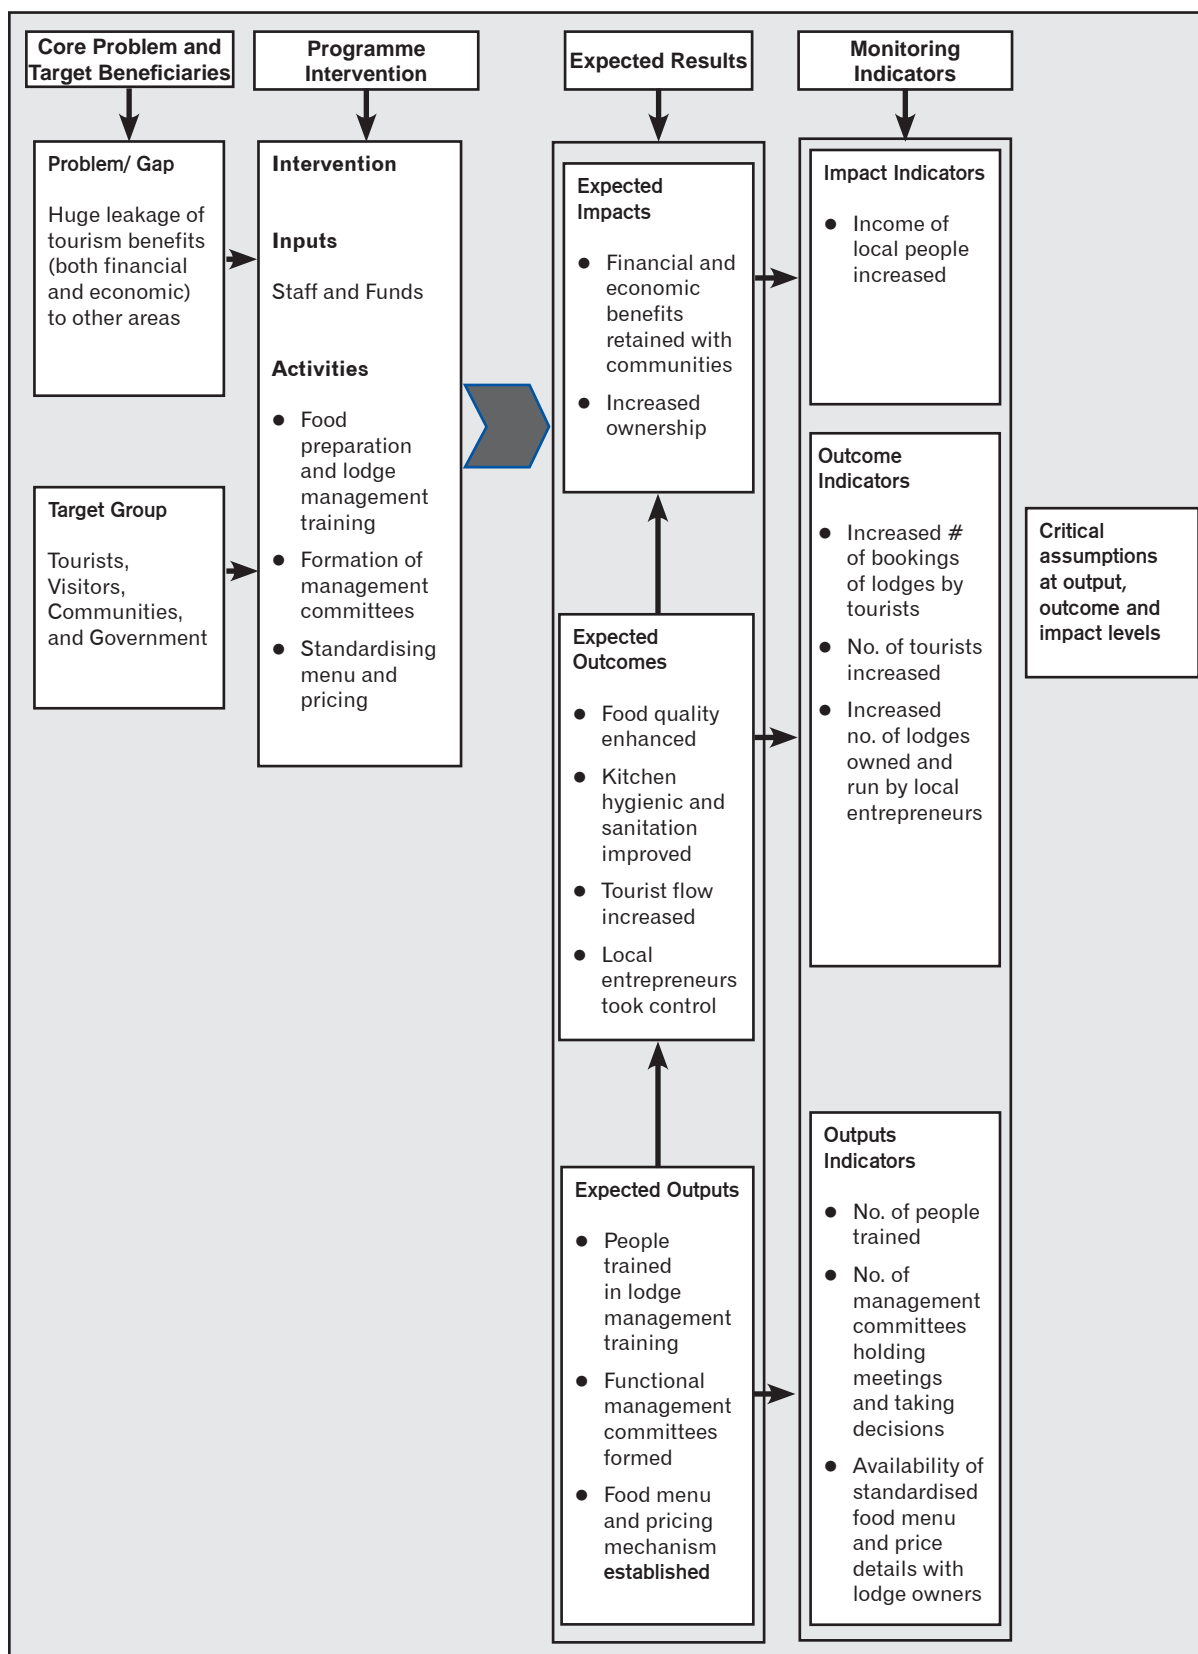 Core Problem and
Target Beneficiaries
Programme
Intervention
Expected Results
Monitoring
Indicators
Problem/ Gap
Huge leakage of
tourism benefits
(both financial
and economic)
to other areas
Target Group
Tourists,
Visitors,
Communities,
and Government
Intervention
Inputs
Staff and Funds
Activities
● Food
preparation
and lodge
management
training
● Formation of
management
committees
● Standardising
menu and
pricing
Expected
Impacts
● Financial and
economic
benefits
retained with
communities
● Increased
ownership
Expected
Outcomes
● Food quality
enhanced
● Kitchen
hygienic and
sanitation
improved
● Tourist flow
increased
● Local
entrepreneurs
took control
Expected Outputs
● People
trained
in lodge
management
training
● Functional
management
committees
formed
● Food menu
and pricing
mechanism
established
Impact Indicators
● Income of
local people
increased
Outcome
Indicators
● Increased #
of bookings
of lodges by
tourists
● No. of tourists
increased
● Increased
no. of lodges
owned and
run by local
entrepreneurs
Outputs
Indicators
● No. of people
trained
● No. of
management
committees
holding
meetings
and taking
decisions
● Availability of
standardised
food menu
and price
details with
lodge owners
Critical
assumptions
at output,
outcome and
impact levels